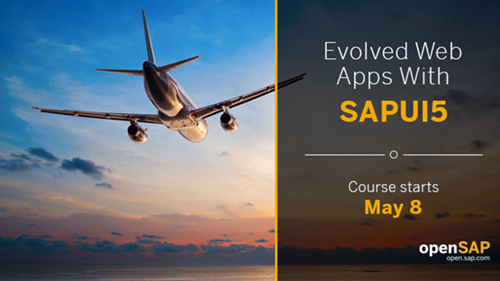 Evolved Web
Apps With
SAPUI5
Course starts
May 8
openSAP
open.sap.com